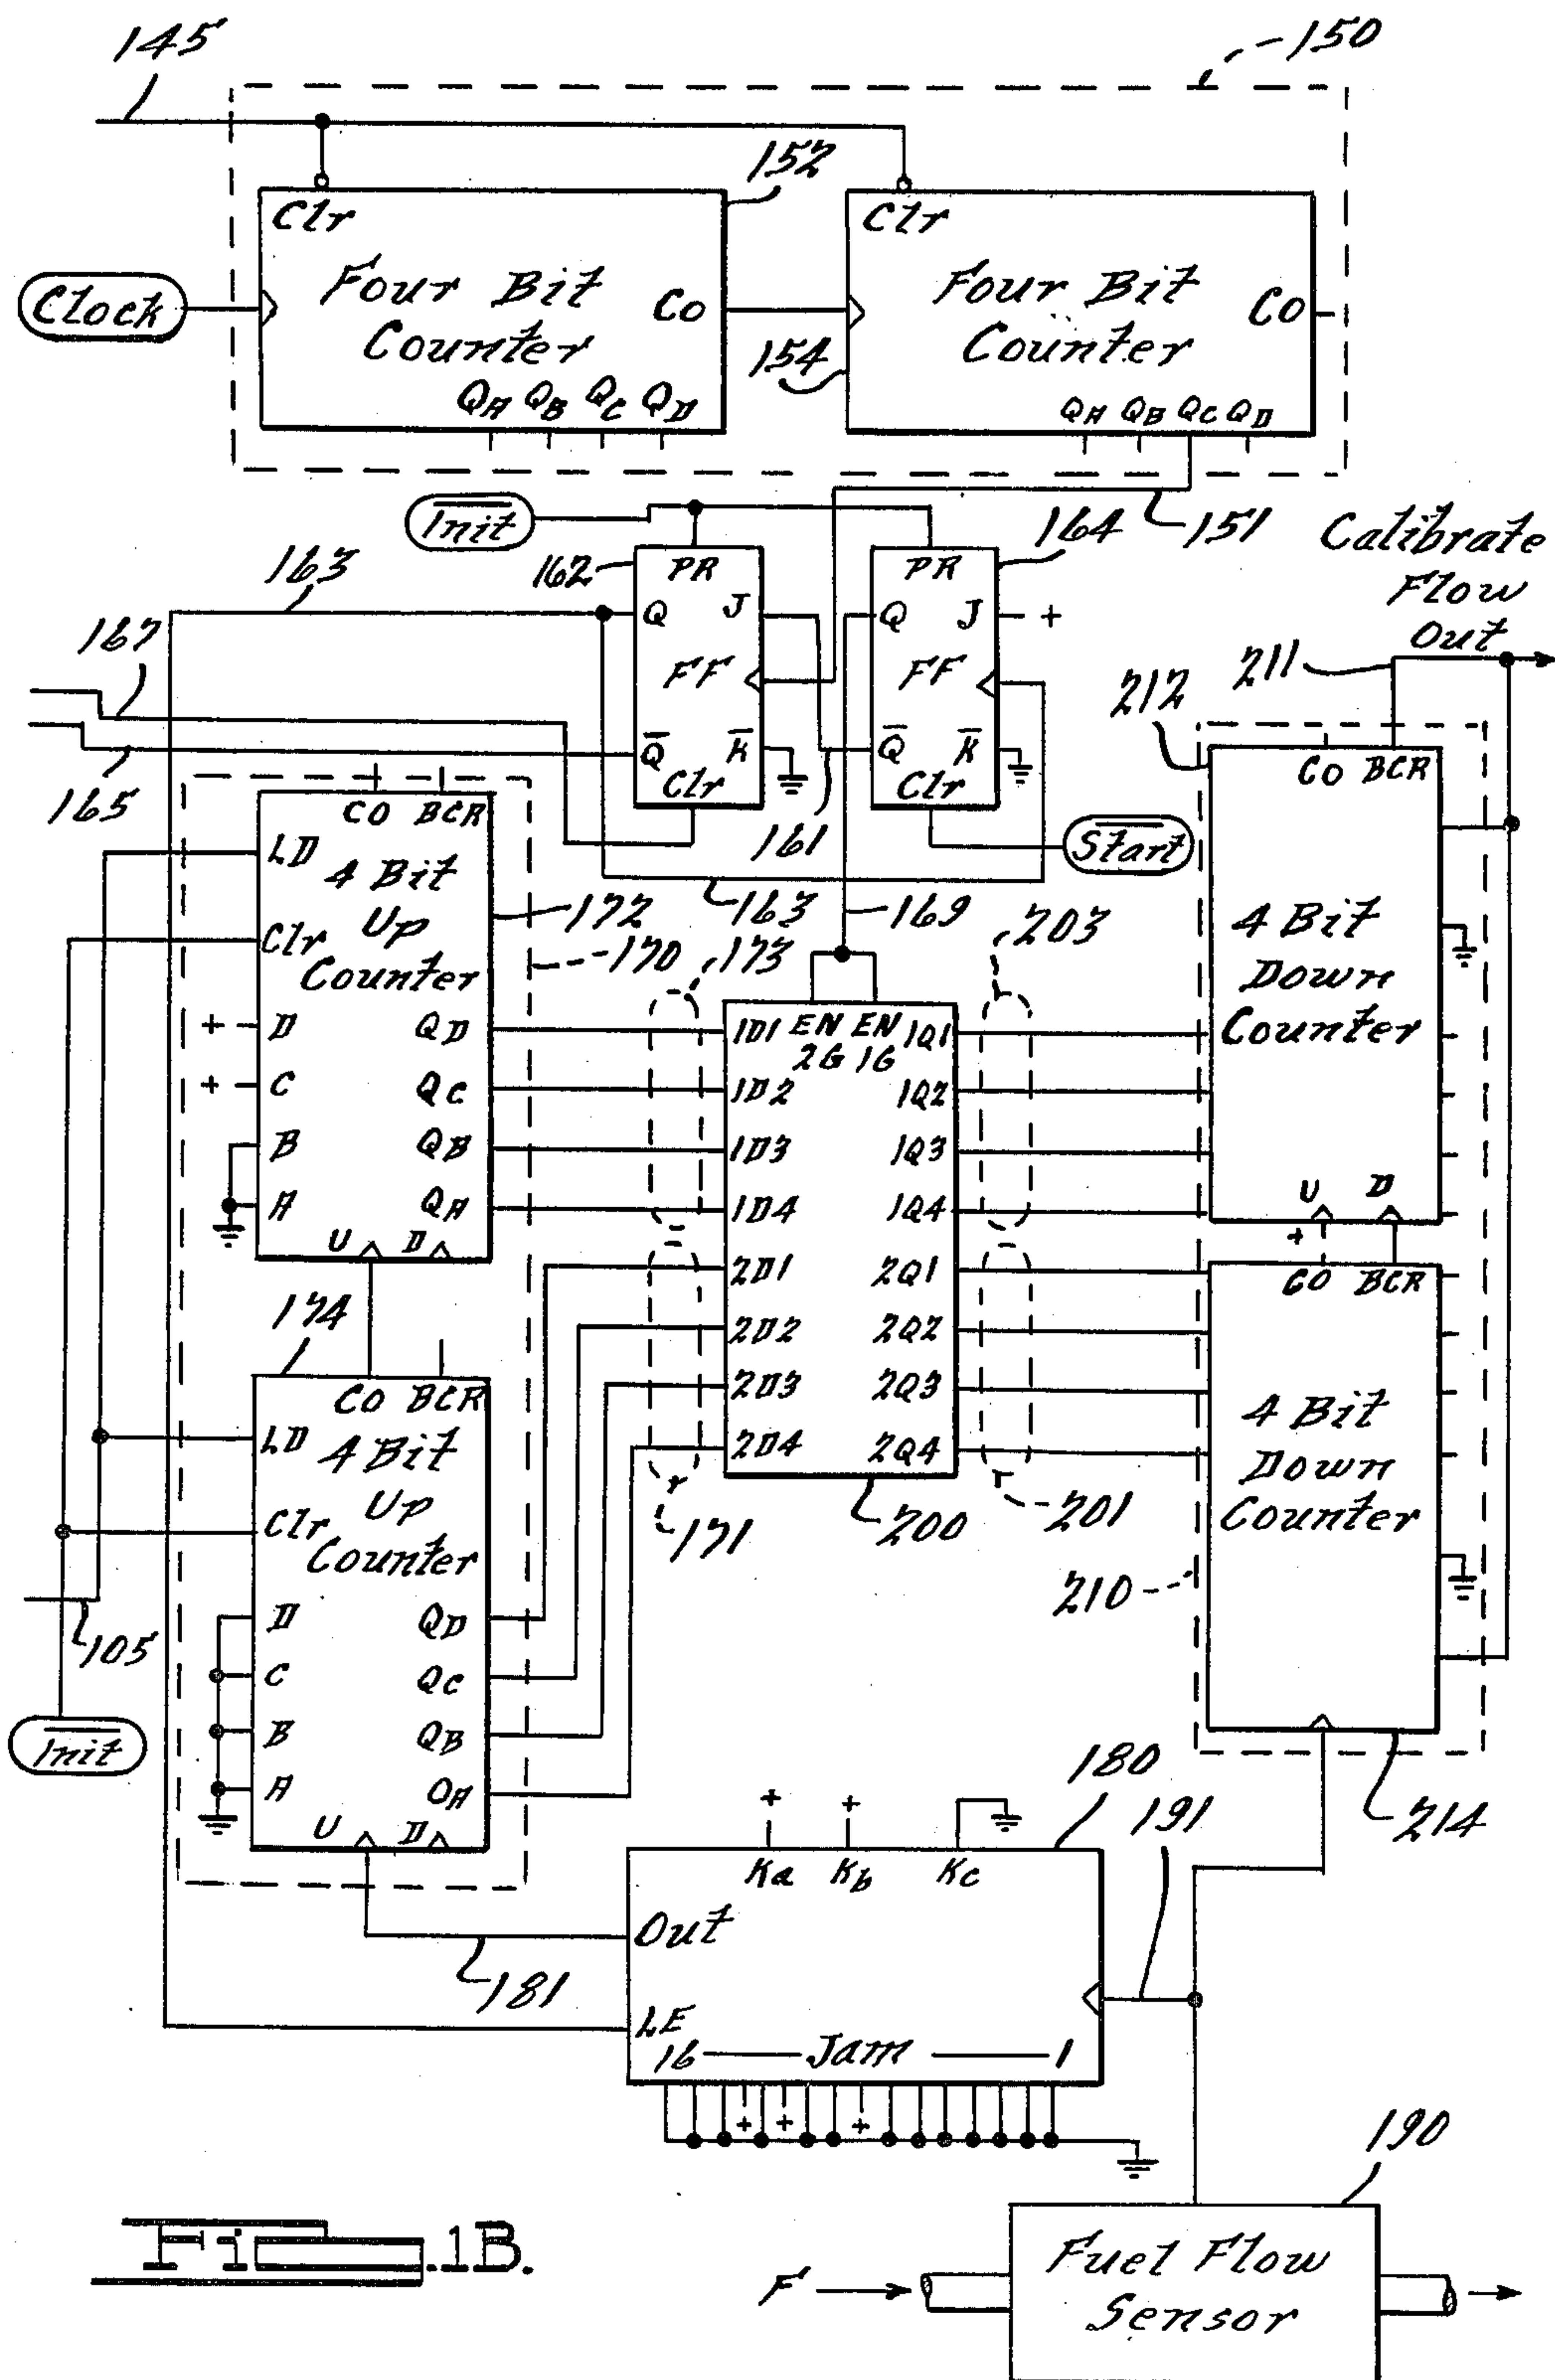 145
150
152
Clr
Four Bit
Counter
Co
QA QB QC QD
Clock
Clr
Four Bit
Counter
Co
154
QA QB QC QD
Init
151
163
162
PR
Q
J
FF
Q
K
Clr
164
PR
Q
J +
FF
Q
K
Clr
Calibrate
Flow
Out
211
212
167
165
161
Start
163
169
CO BCR
LD
4 Bit
Up
Counter
Clr
172
170
+ D QD
+ C QC
B QB
A QA
U D
173
203
1D1 EN EN 1Q1
2G 1G
1D2 1Q2
1D3 1Q3
1D4 1Q4
2D1 2Q1
2D2 2Q2
2D3 2Q3
2D4 2Q4
171
200
201
CO BCR
4 Bit
Down
Counter
U D
+
CO BCR
4 Bit
Down
Counter
210
214
174
CO BCR
LD
4 Bit
Up
Counter
Clr
D QD
C QC
B QB
A QA
U D
105
Init
180
191
+ +
Ka Kb Kc
Out
181
LE
16 Jam 1
+ + +
190
Fig. 1B.
F
Fuel Flow
Sensor